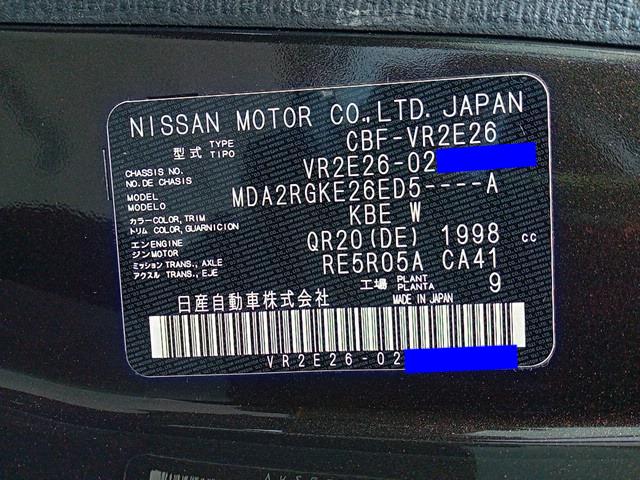 NISSAN MOTOR CO.,LTD. JAPAN
型式 TYPE TIPO CBF-VR2E26
CHASSIS NO. NO.DE CHASIS VR2E26-02
MODEL MODELO MDA2RGKE26ED5----A
カラー COLOR,TRIM トリム COLOR,GUARNICION KBE W
エンジン ENGINE MOTOR QR20(DE) 1998 cc
ミッション TRANS., AXLE アクスル TRANS., EJE RE5R05A CA41
工場 PLANT PLANTA 9
日産自動車株式会社 MADE IN JAPAN
VR2E26-02